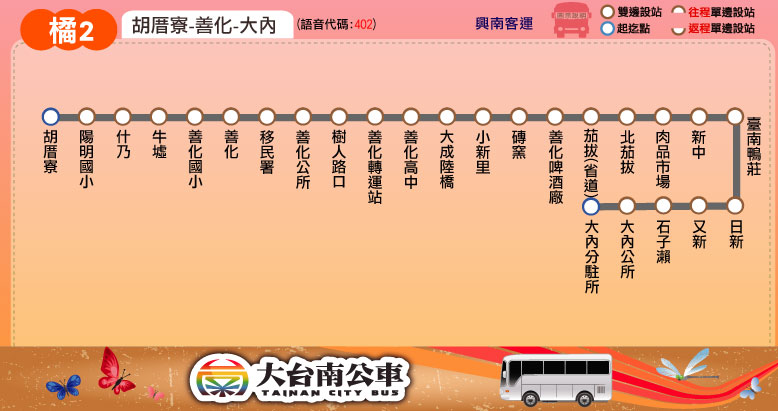 橘2
胡厝寮-善化-大內
(語音代碼:402)
興南客運
雙邊設站
往程單邊設站
起迄點
返程單邊設站
胡厝寮
陽明國小
什乃
牛墟
善化國小
善化
移民署
善化公所
樹人路口
善化轉運站
善化高中
大成陸橋
小新里
磚窯
善化啤酒廠
茄拔(省道)
北茄拔
肉品市場
新中
臺南鴨莊
日新
又新
石子瀨
大內公所
大內分駐所
大台南公車
TAINAN CITY BUS